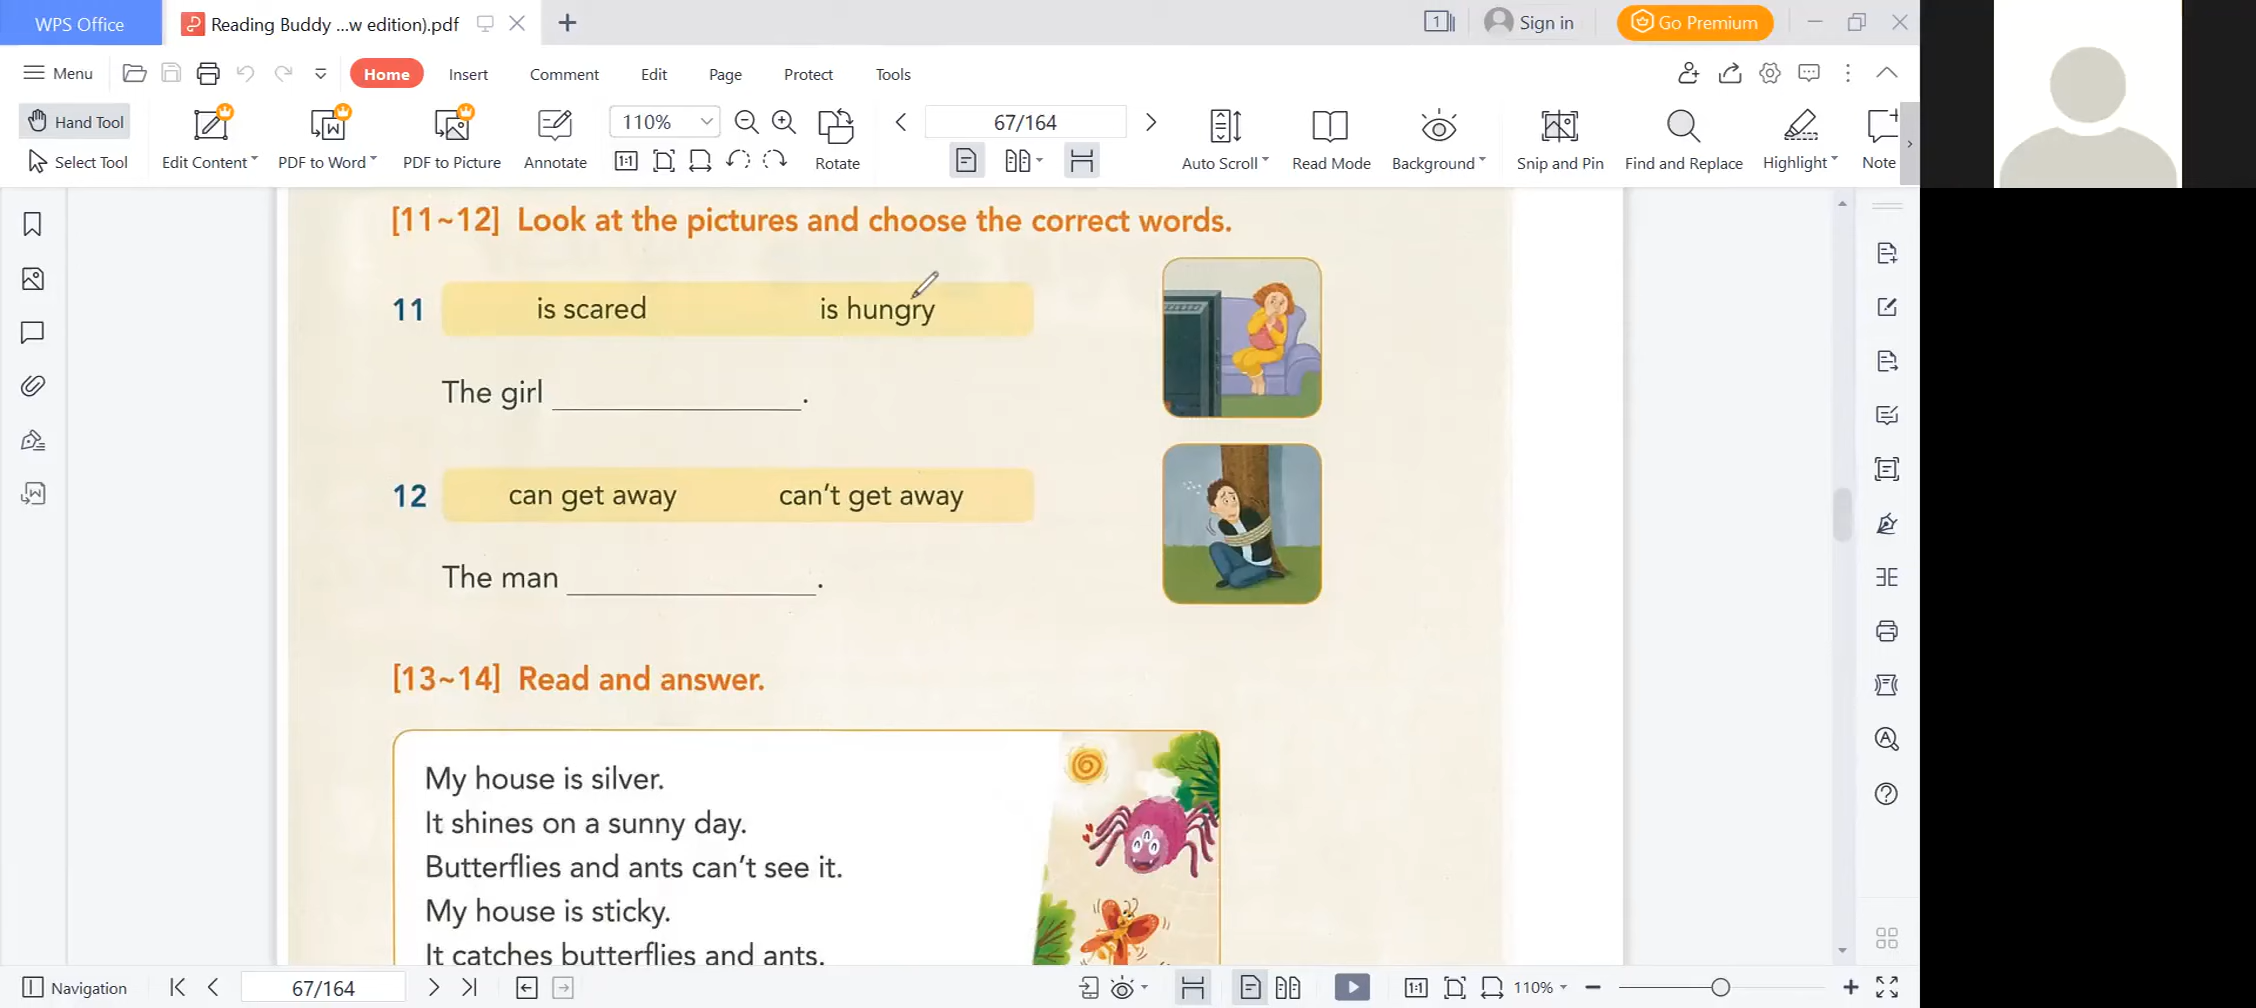 WPS Office
Reading Buddy ...w edition).pdf
1
Sign in
Go Premium
Menu
Home
Insert
Comment
Edit
Page
Protect
Tools
Hand Tool
Select Tool
Edit Content
PDF to Word
PDF to Picture
Annotate
110%
1:1
Rotate
67/164
Auto Scroll
Read Mode
Background
Snip and Pin
Find and Replace
Highlight
Note
[11~12] Look at the pictures and choose the correct words.
11 is scared is hungry
The girl ____________.
12 can get away can't get away
The man ____________.
[13~14] Read and answer.
My house is silver.
It shines on a sunny day.
Butterflies and ants can't see it.
My house is sticky.
It catches butterflies and ants.
Navigation
67/164
1:1
110%